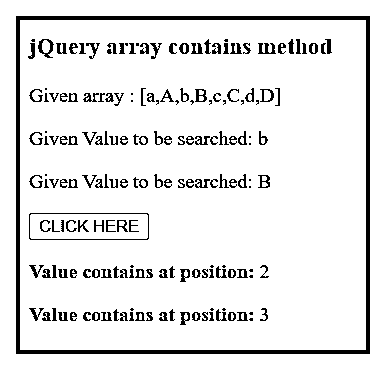 jQuery array contains method
Given array : [a,A,b,B,c,C,d,D]
Given Value to be searched: b
Given Value to be searched: B
CLICK HERE
Value contains at position: 2
Value contains at position: 3